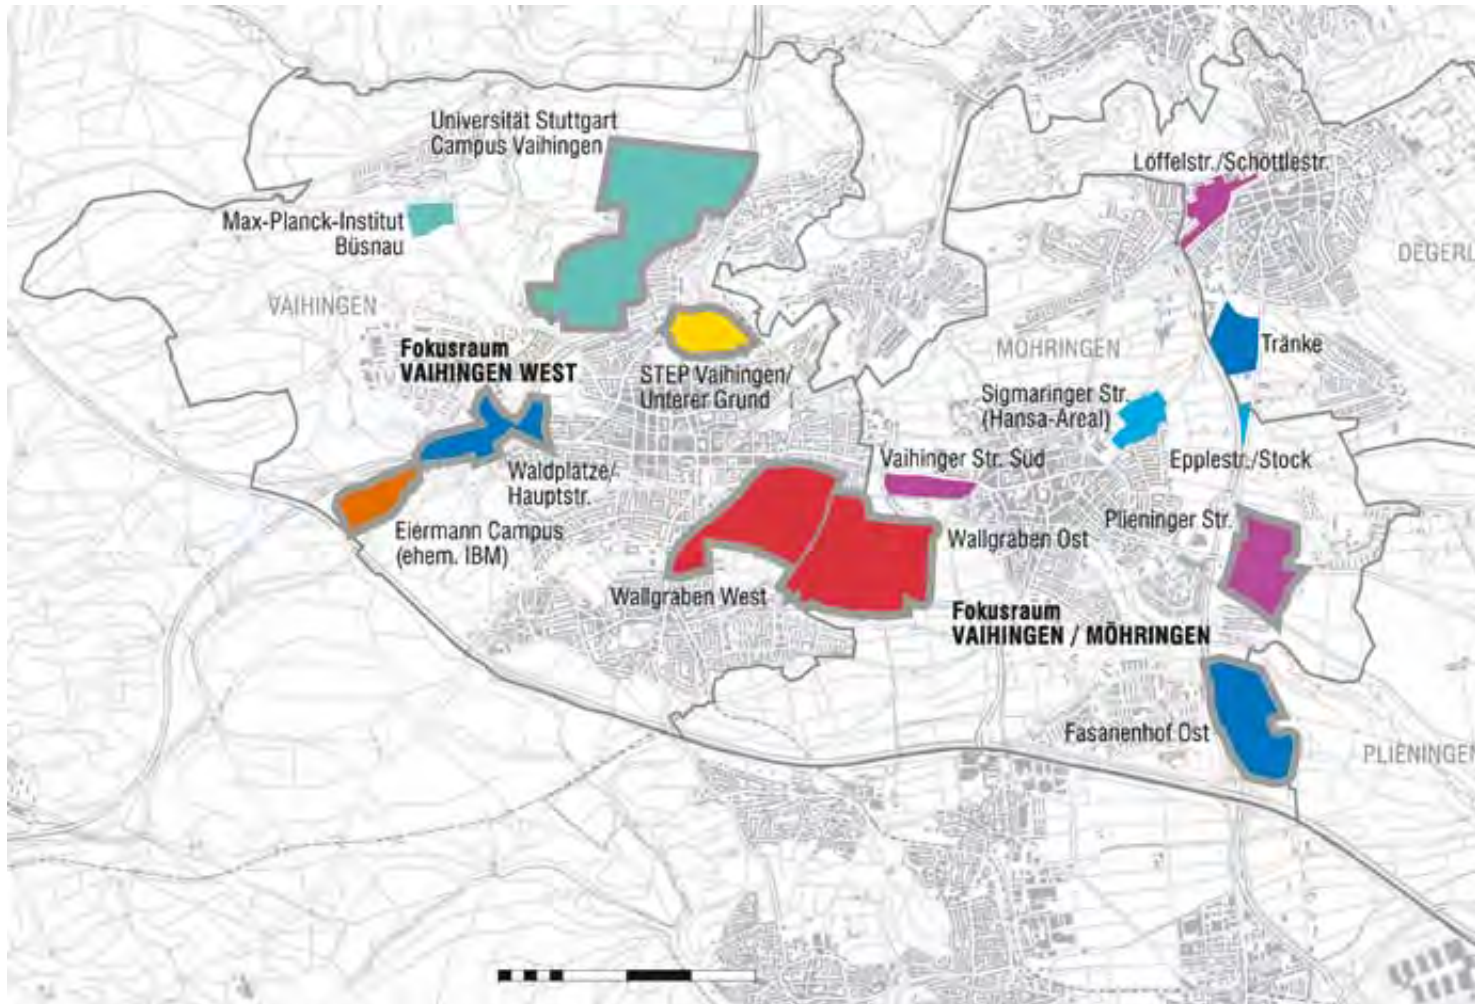 Universität Stuttgart
Campus Vaihingen
Löffelstr./Schöttlestr.
Max-Planck-Institut
Büsnau
DEGERL
VAIHINGEN
Fokusraum
VAIHINGEN WEST
MÖHRINGEN
Tränke
STEP Vaihingen/
Unterer Grund
Sigmaringer Str.
(Hansa-Areal)
Waldplätze/-
Hauptstr.
Vaihinger Str. Süd
Epplestr./Stock
Eiermann Campus
(ehem. IBM)
Plieninger Str.
Wallgraben Ost
Wallgraben West
Fokusraum
VAIHINGEN / MÖHRINGEN
Fasanenhof Ost
PLIENINGEN